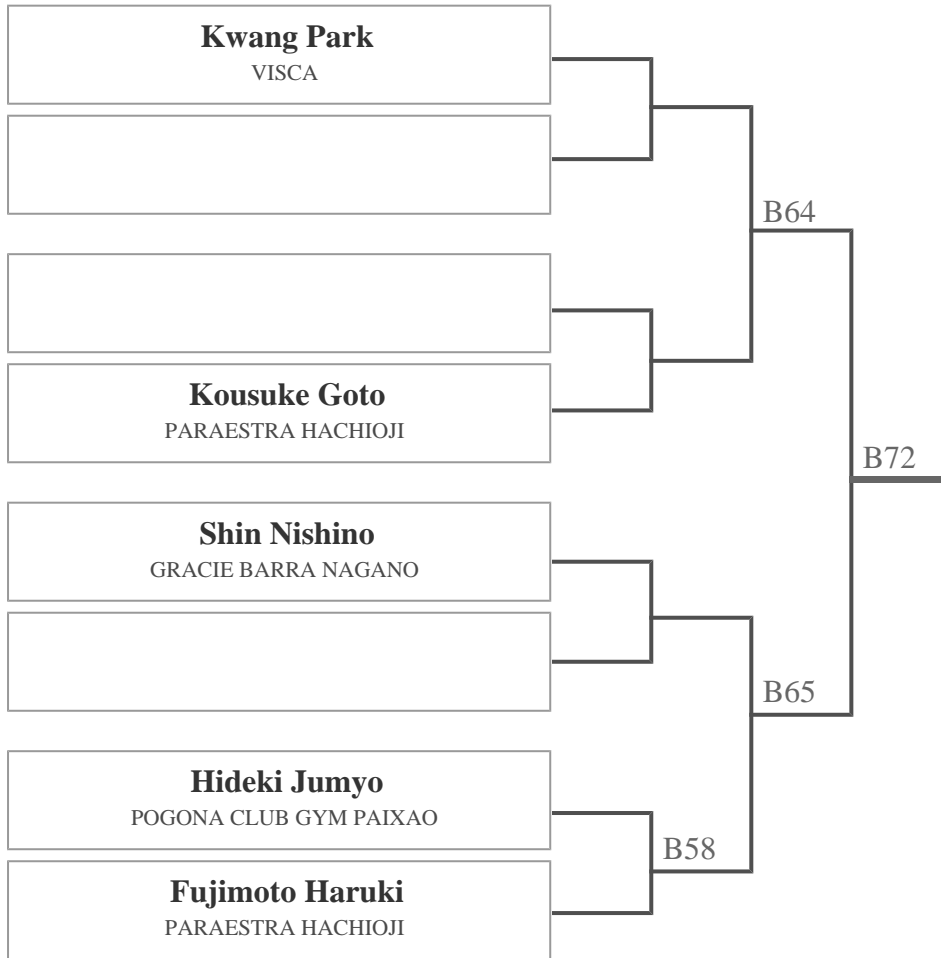 Kwang Park
VISCA
B64
Kousuke Goto
PARAESTRA HACHIOJI
B72
Shin Nishino
GRACIE BARRA NAGANO
B65
Hideki Jumyo
POGONA CLUB GYM PAIXAO
B58
Fujimoto Haruki
PARAESTRA HACHIOJI